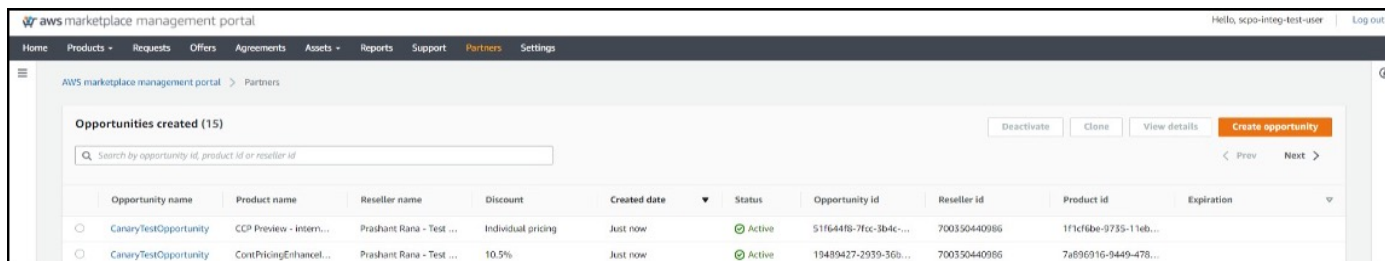 aws marketplace management portal
Hello, scpo-integ-test-user
Log out
Home Products Requests Offers Agreements Assets Reports Support Partners Settings
AWS marketplace management portal > Partners
Opportunities created (15)
Deactivate Clone View details Create opportunity
Search by opportunity id, product id or reseller id
< Prev Next >
Opportunity name Product name Reseller name Discount Created date Status Opportunity id Reseller id Product id Expiration
CanaryTestOpportunity CCP Preview - intern... Prashant Rana - Test ... Individual pricing Just now Active 51f644f8-7fcc-3b4c-... 700350440986 1f1cf6be-9735-11eb...
CanaryTestOpportunity ContPricingEnhancel... Prashant Rana - Test ... 10.5% Just now Active 19489427-2939-36b... 700350440986 7a896916-9449-478...